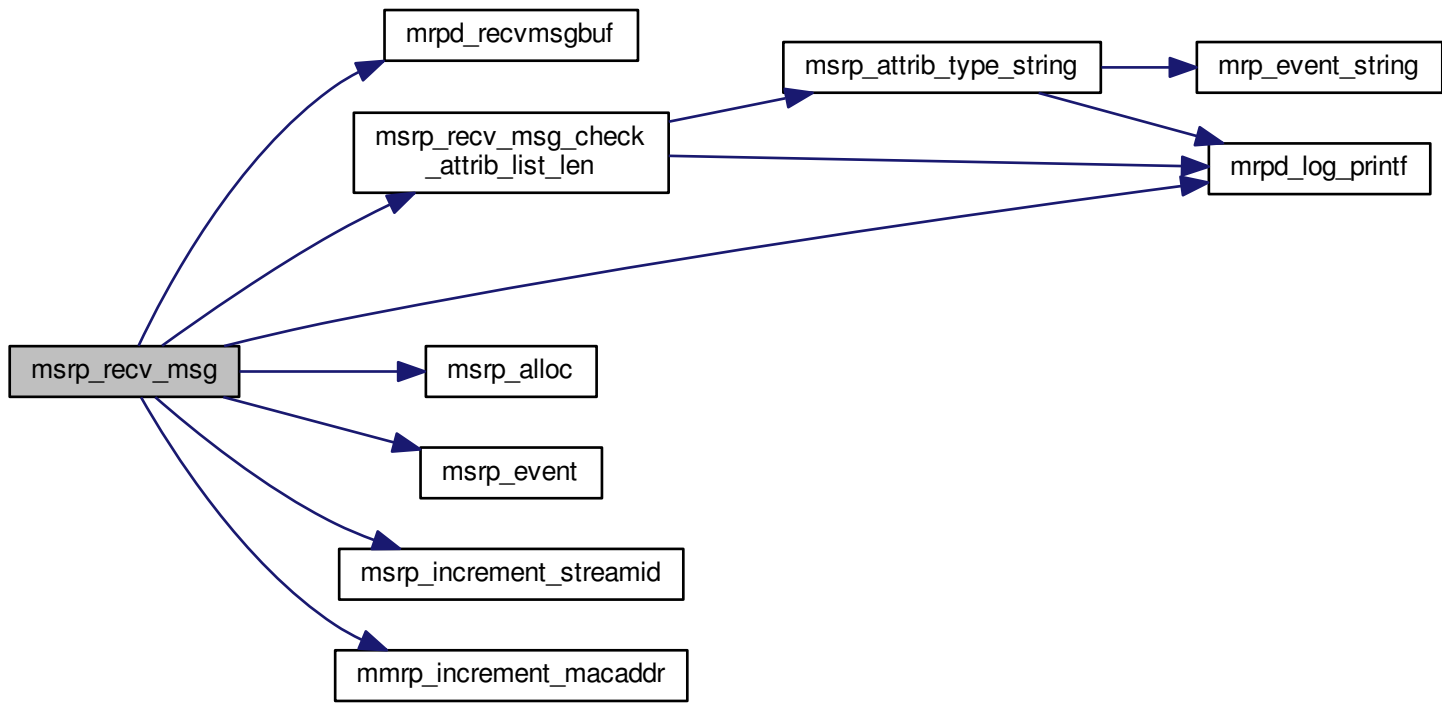 mrpd_recvmsgbuf
msrp_attrib_type_string
mrp_event_string
msrp_recv_msg_check
_attrib_list_len
mrpd_log_printf
msrp_recv_msg
msrp_alloc
msrp_event
msrp_increment_streamid
mmrp_increment_macaddr